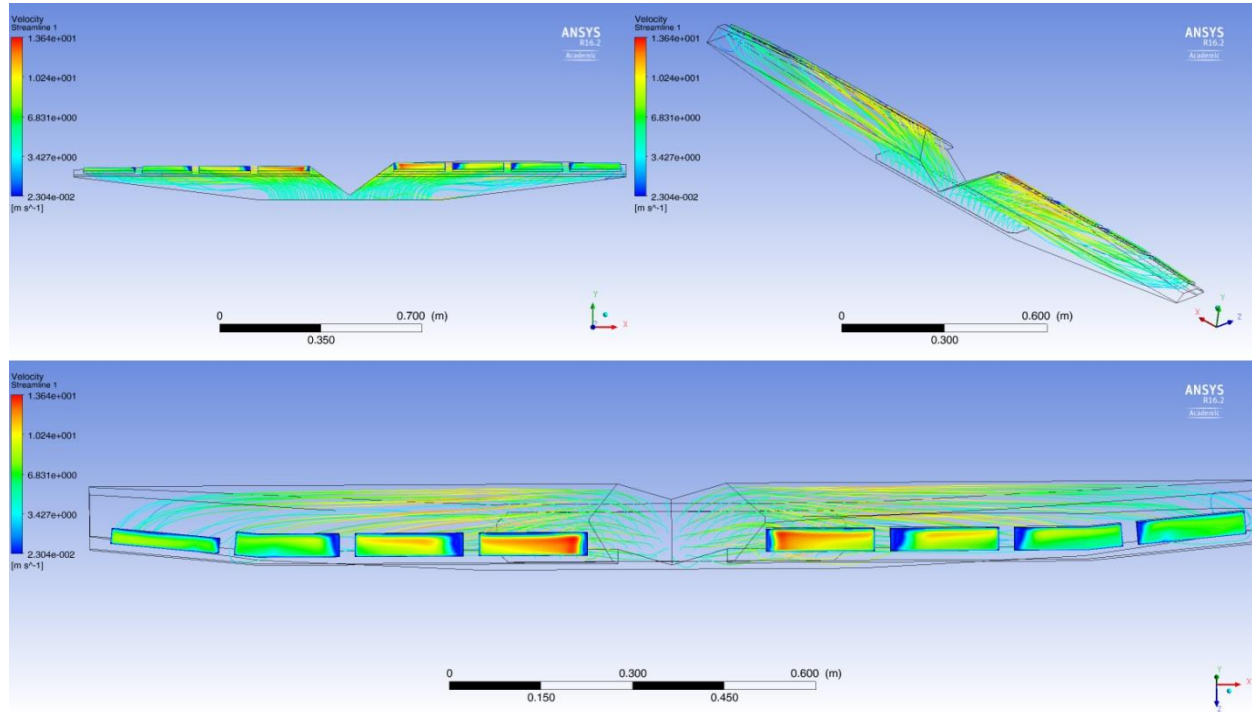 Velocity
Streamline 1
1.364e+001
1.024e+001
6.831e+000
3.427e+000
2.304e-002
[m s^-1]
ANSYS
R16.2
Academic
0 0.700 (m)
0.350
Y
Z X
Velocity
Streamline 1
1.364e+001
1.024e+001
6.831e+000
3.427e+000
2.304e-002
[m s^-1]
ANSYS
R16.2
Academic
0 0.600 (m)
0.300
Y
X Z
Velocity
Streamline 1
1.364e+001
1.024e+001
6.831e+000
3.427e+000
2.304e-002
[m s^-1]
ANSYS
R16.2
Academic
0 0.300 0.600 (m)
0.150 0.450
Y
X
Z